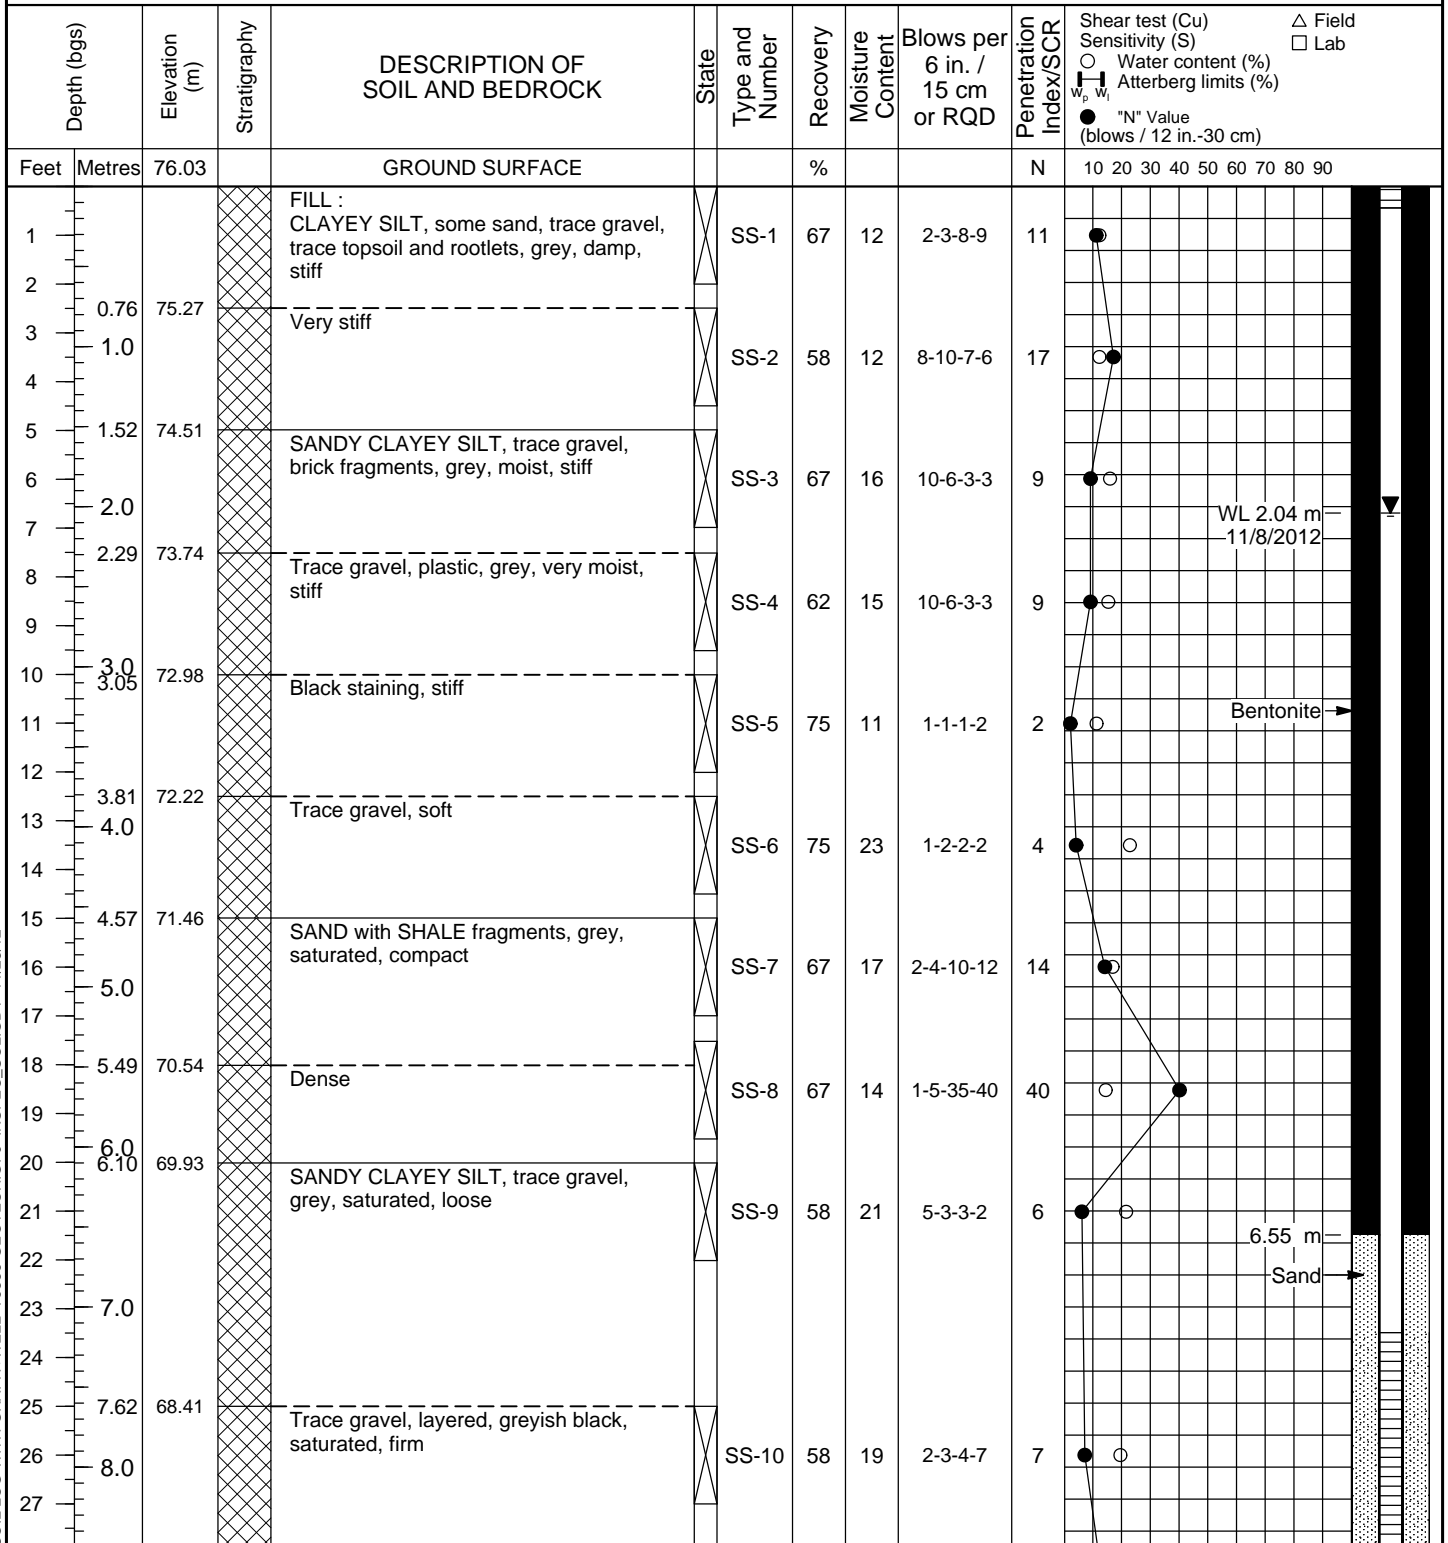 Depth (bgs)
Elevation (m)
Stratigraphy
DESCRIPTION OF
SOIL AND BEDROCK
State
Type and Number
Recovery
Moisture Content
Blows per
6 in. /
15 cm
or RQD
Penetration Index/SCR
Shear test (Cu) △ Field
Sensitivity (S) □ Lab
○ Water content (%)
Wp Wl Atterberg limits (%)
● "N" Value
(blows / 12 in.-30 cm)
Feet Metres 76.03 GROUND SURFACE % N 10 20 30 40 50 60 70 80 90
FILL :
CLAYEY SILT, some sand, trace gravel,
1 trace topsoil and rootlets, grey, damp, SS-1 67 12 2-3-8-9 11
stiff
2
0.76 75.27
Very stiff
3
1.0
SS-2 58 12 8-10-7-6 17
4
5 1.52 74.51
SANDY CLAYEY SILT, trace gravel,
brick fragments, grey, moist, stiff
6 SS-3 67 16 10-6-3-3 9
2.0
WL 2.04 m
7
11/8/2012
2.29 73.74
Trace gravel, plastic, grey, very moist,
8
stiff
SS-4 62 15 10-6-3-3 9
9
3.0
10 3.05 72.98
Black staining, stiff
Bentonite
11 SS-5 75 11 1-1-1-2 2
12
3.81 72.22
Trace gravel, soft
13
4.0
SS-6 75 23 1-2-2-2 4
14
15 4.57 71.46
SAND with SHALE fragments, grey,
saturated, compact
16 SS-7 67 17 2-4-10-12 14
5.0
17
18 5.49 70.54
Dense
SS-8 67 14 1-5-35-40 40
19
6.0
20 6.10 69.93
SANDY CLAYEY SILT, trace gravel,
grey, saturated, loose
21 SS-9 58 21 5-3-3-2 6
6.55 m
22
Sand
23 7.0
24
25 7.62 68.41
Trace gravel, layered, greyish black,
saturated, firm
26 SS-10 58 19 2-3-4-7 7
8.0
27